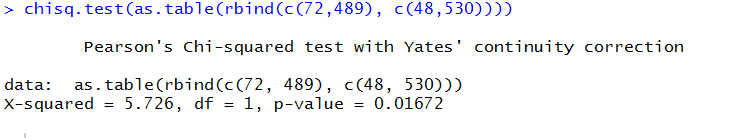 > chisq.test(as.table(rbind(c(72,489), c(48,530))))
Pearson's Chi-squared test with Yates' continuity correction
data:  as.table(rbind(c(72, 489), c(48, 530)))
X-squared = 5.726, df = 1, p-value = 0.01672